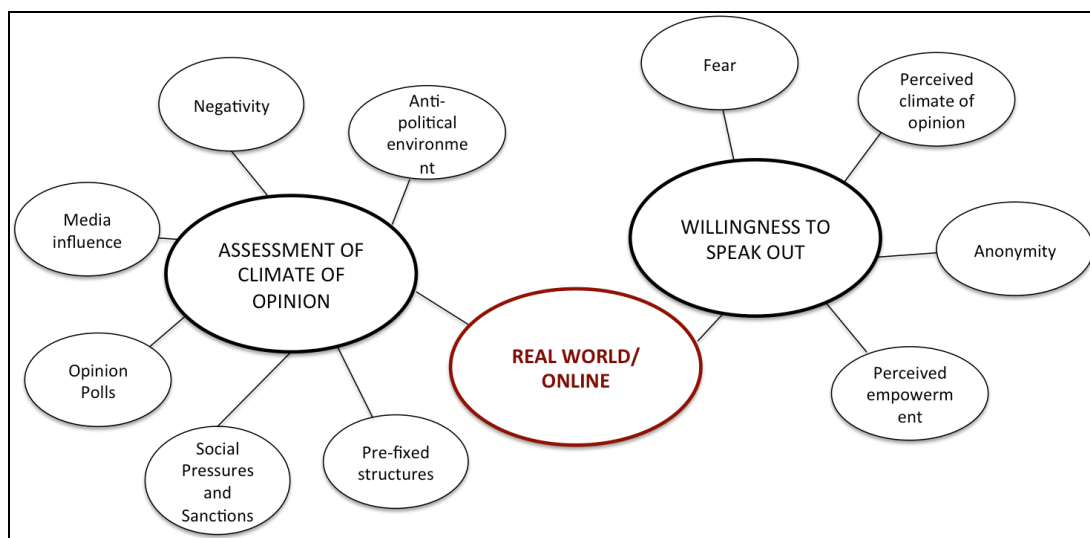 Negativity
Anti-
political
environme
nt
Media
influence
ASSESSMENT OF
CLIMATE OF
OPINION
Opinion
Polls
Social
Pressures
and
Sanctions
Pre-fixed
structures
REAL WORLD/
ONLINE
Fear
Perceived
climate of
opinion
WILLINGNESS TO
SPEAK OUT
Anonymity
Perceived
empowerm
ent